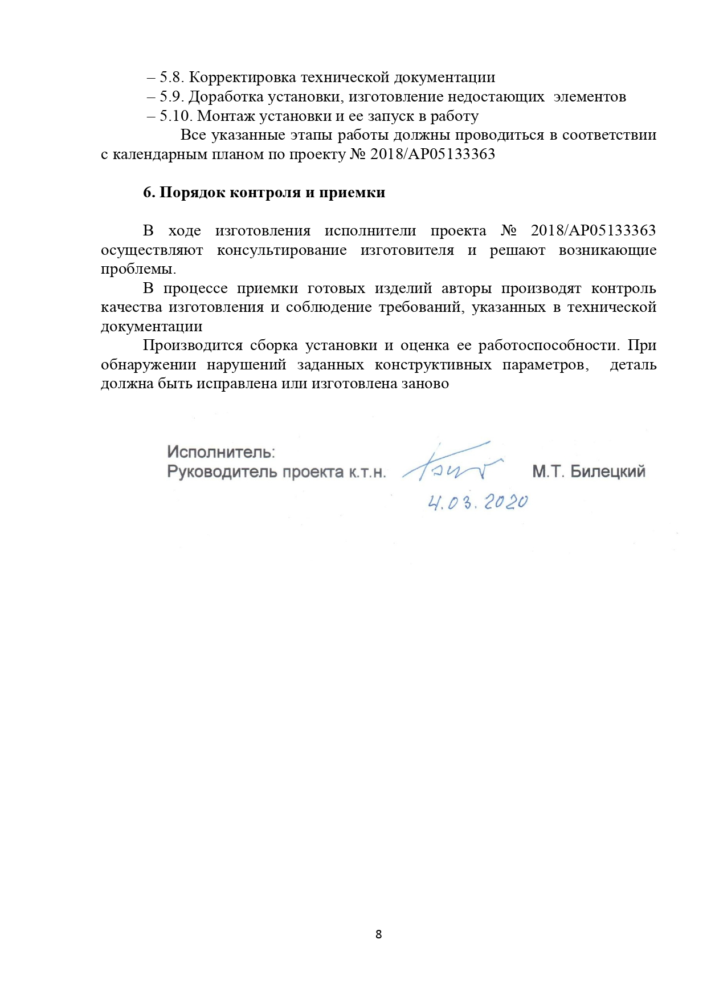 – 5.8. Корректировка технической документации
– 5.9. Доработка установки, изготовление недостающих элементов
– 5.10. Монтаж установки и ее запуск в работу
Все указанные этапы работы должны проводиться в соответствии
с календарным планом по проекту № 2018/АР05133363
6. Порядок контроля и приемки
В ходе изготовления исполнители проекта № 2018/АР05133363
осуществляют консультирование изготовителя и решают возникающие
проблемы.
В процессе приемки готовых изделий авторы производят контроль
качества изготовления и соблюдение требований, указанных в технической
документации
Производится сборка установки и оценка ее работоспособности. При
обнаружении нарушений заданных конструктивных параметров, деталь
должна быть исправлена или изготовлена заново
Исполнитель:
Руководитель проекта к.т.н. М.Т. Билецкий
4.03.2020
8